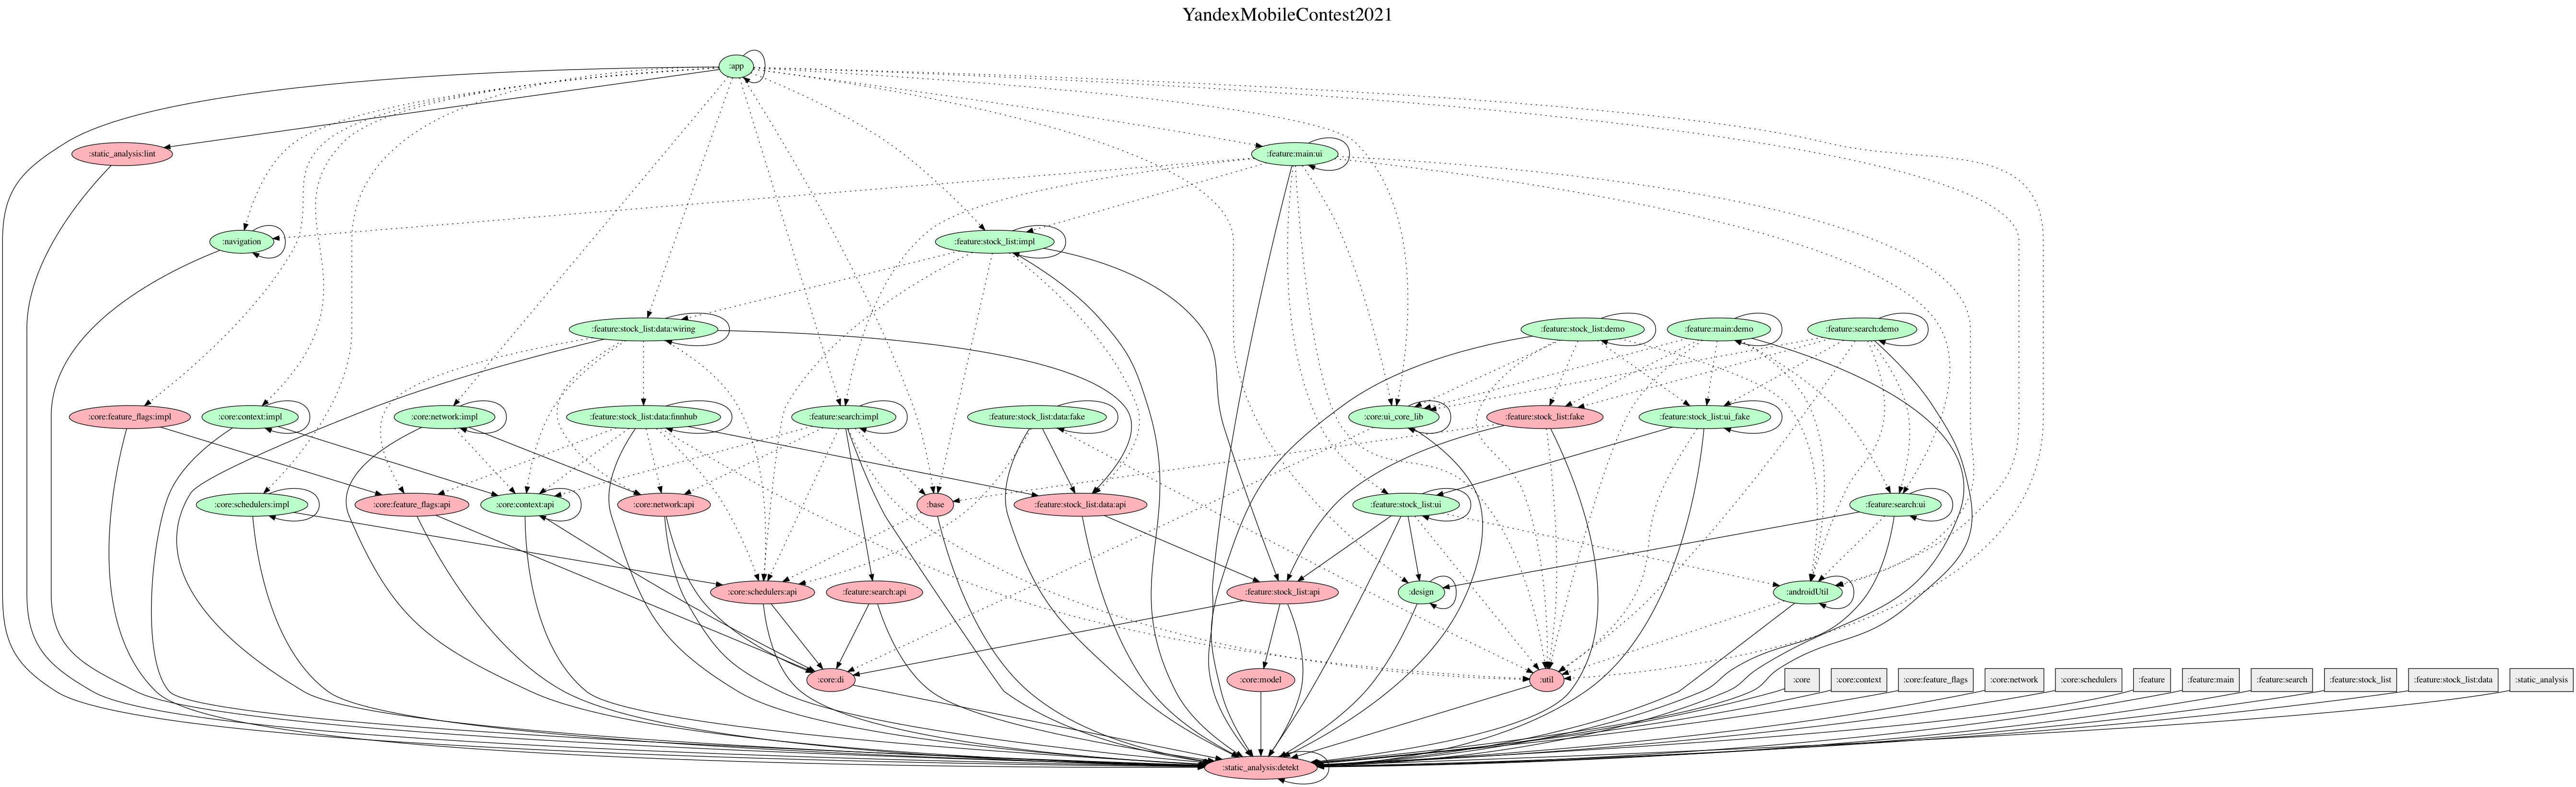 YandexMobileContest2021
:app
:static_analysis:lint
:feature:main:ui
:navigation
:feature:stock_list:impl
:feature:stock_list:data:wiring
:feature:stock_list:demo
:feature:main:demo
:feature:search:demo
:core:feature_flags:impl
:core:context:impl
:core:network:impl
:feature:stock_list:data:finnhub
:feature:search:impl
:feature:stock_list:data:fake
:core:ui_core_lib
:feature:stock_list:fake
:feature:stock_list:ui_fake
:core:schedulers:impl
:core:feature_flags:api
:core:context:api
:core:network:api
:base
:feature:stock_list:data:api
:feature:stock_list:ui
:feature:search:ui
:core:schedulers:api
:feature:search:api
:feature:stock_list:api
:design
:androidUtil
:core:di
:core:model
:util
:core
:core:context
:core:feature_flags
:core:network
:core:schedulers
:feature
:feature:main
:feature:search
:feature:stock_list
:feature:stock_list:data
:static_analysis
:static_analysis:detekt